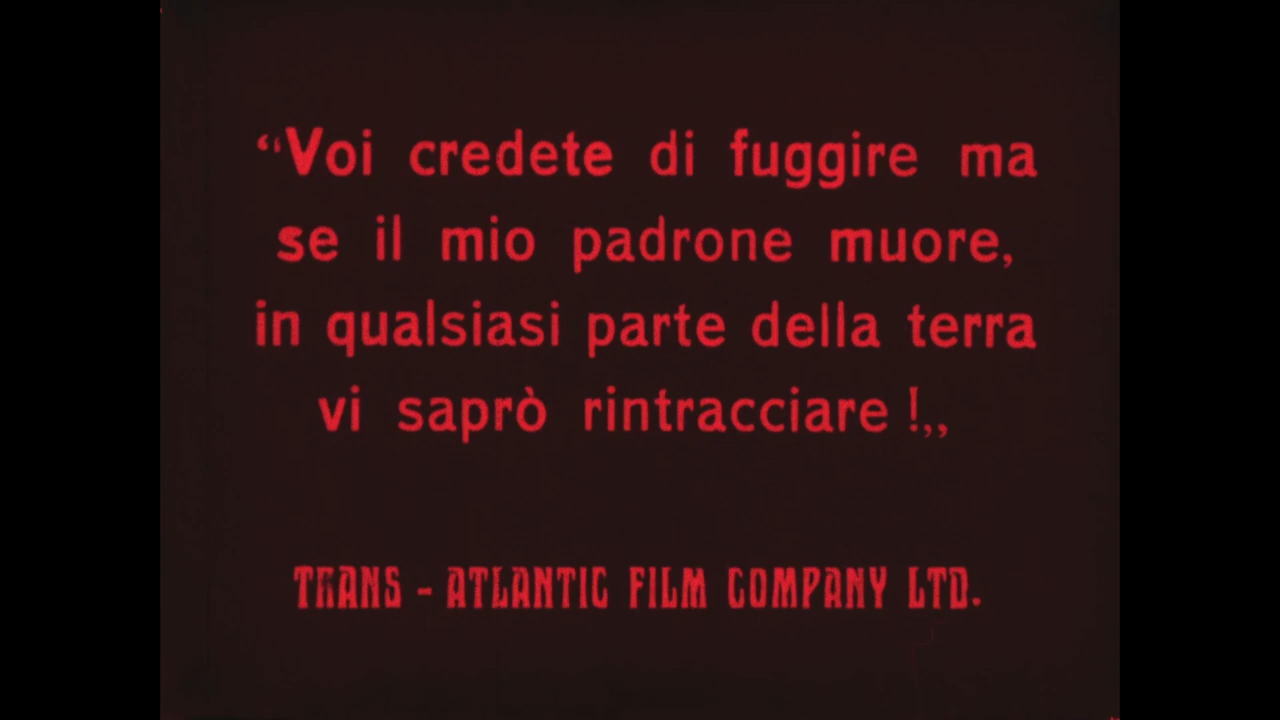 “Voi credete di fuggire ma
se il mio padrone muore,
in qualsiasi parte della terra
vi saprò rintracciare !„
TRANS - ATLANTIC FILM COMPANY LTD.